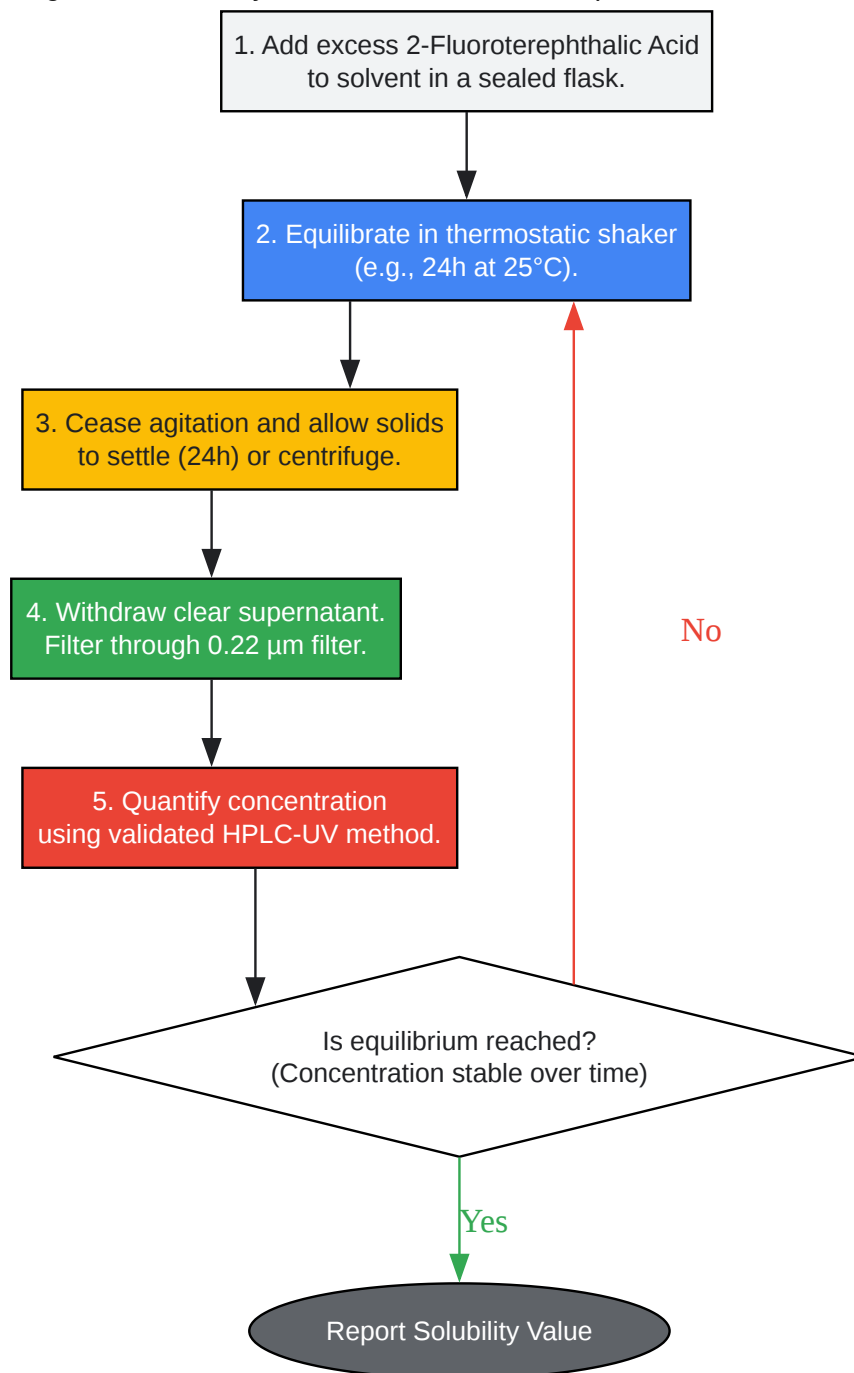 1. Add excess 2-Fluoroterephthalic Acid
to solvent in a sealed flask.
2. Equilibrate in thermostatic shaker
(e.g., 24h at 25°C).
3. Cease agitation and allow solids
to settle (24h) or centrifuge.
4. Withdraw clear supernatant.
Filter through 0.22 µm filter.
No
5. Quantify concentration
using validated HPLC-UV method.
Is equilibrium reached?
(Concentration stable over time)
Yes
Report Solubility Value